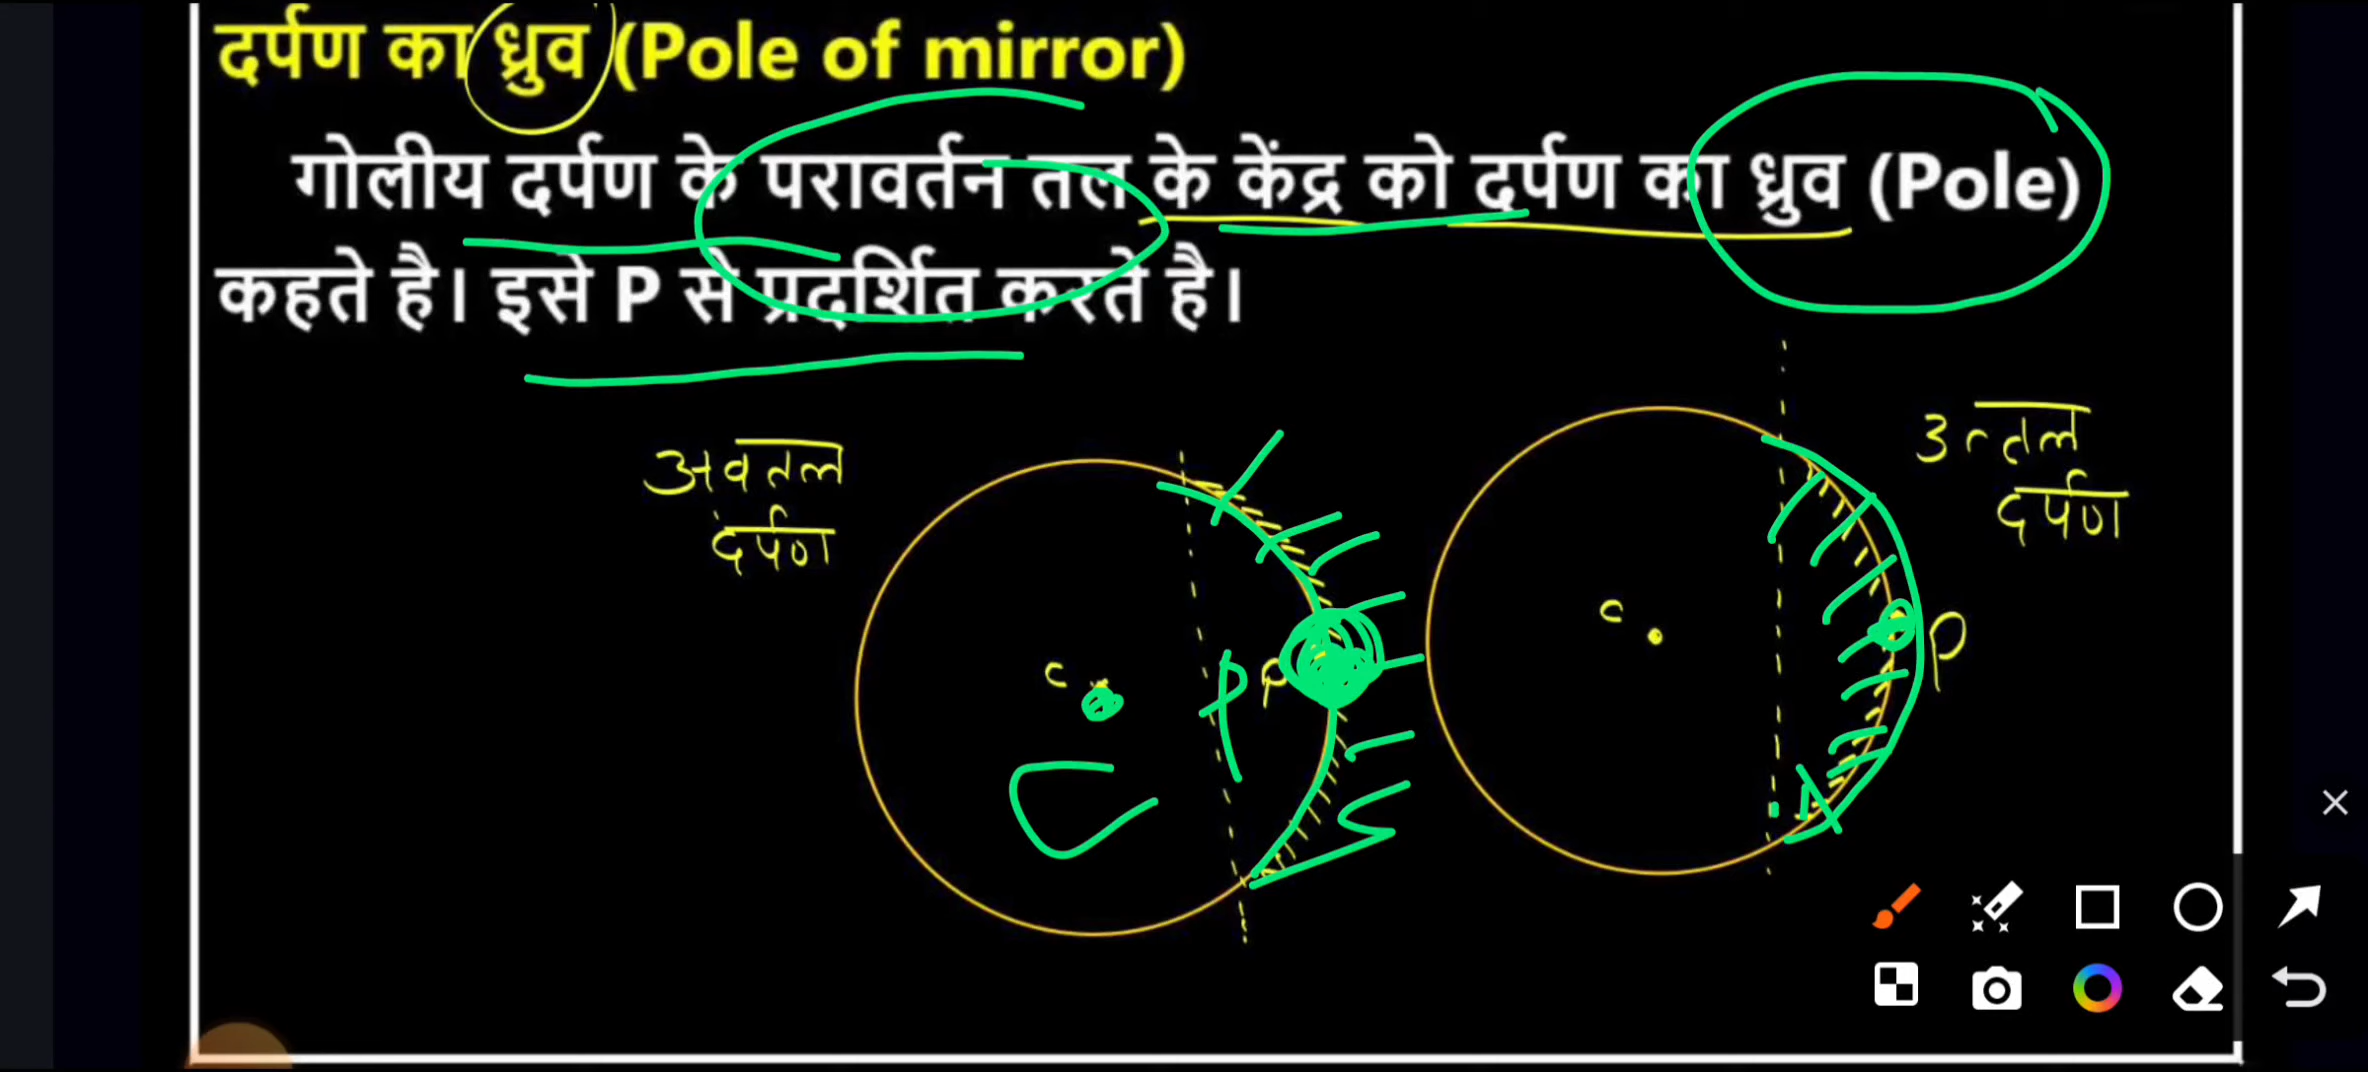 दर्पण का ध्रुव (Pole of mirror)
गोलीय दर्पण के परावर्तन तल के केंद्र को दर्पण का ध्रुव (Pole)
कहते है। इसे P से प्रदर्शित करते है।
अवतल
दर्पण
C
P
P
उत्तल
दर्पण
C
P